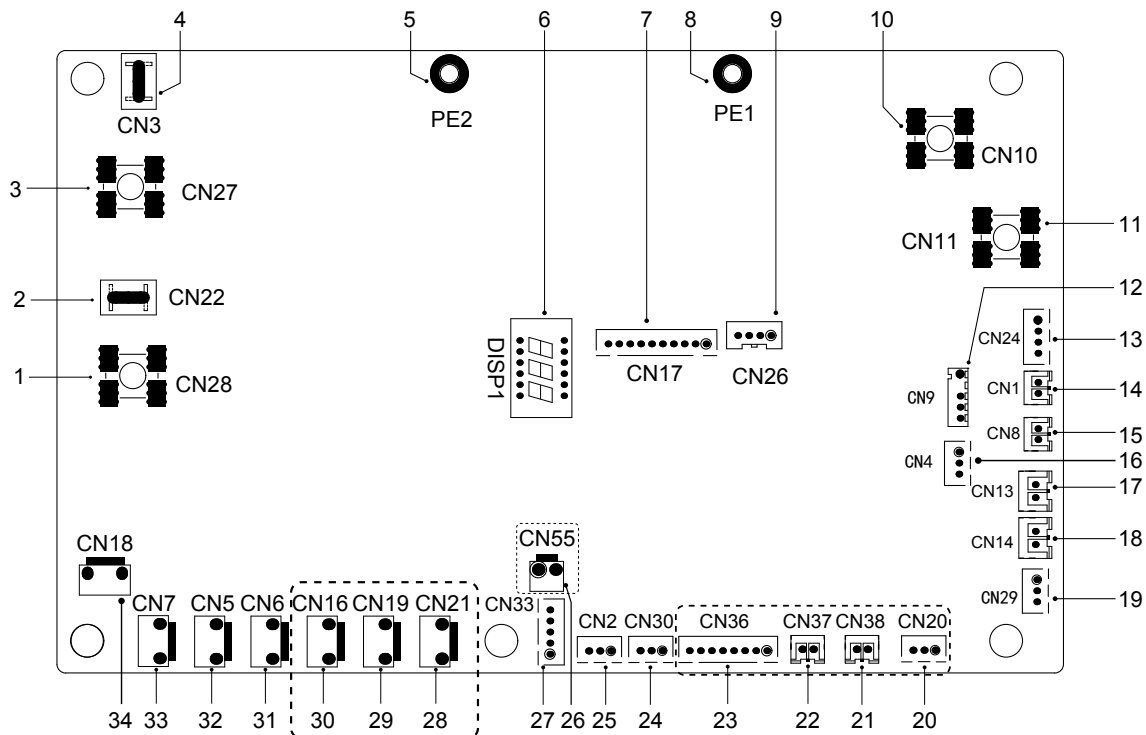 4 5 6 7 8 9 10
CN3
PE2
PE1
CN10
3
CN27
CN11
11
2
CN22
12
DISP1
CN17
CN26
CN24
13
1
CN28
CN9
CN1
14
CN8
15
CN4
16
CN13
17
CN14
18
CN18
CN55
CN29
19
CN7 CN5 CN6 CN16 CN19 CN21 CN33 CN2 CN30 CN36 CN37 CN38 CN20
34 33 32 31 30 29 28 27 26 25 24 23 22 21 20